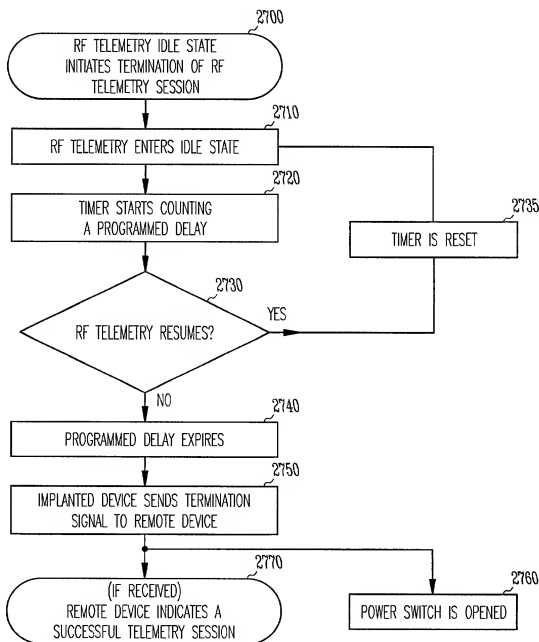 2700
RF TELEMETRY IDLE STATE
INITIATES TERMINATION OF RF
TELEMETRY SESSION
2710
RF TELEMETRY ENTERS IDLE STATE
2720
TIMER STARTS COUNTING
A PROGRAMMED DELAY
2735
TIMER IS RESET
2730
RF TELEMETRY RESUMES?
YES
NO
2740
PROGRAMMED DELAY EXPIRES
2750
IMPLANTED DEVICE SENDS TERMINATION
SIGNAL TO REMOTE DEVICE
2770
(IF RECEIVED)
REMOTE DEVICE INDICATES A
SUCCESSFUL TELEMETRY SESSION
2760
POWER SWITCH IS OPENED